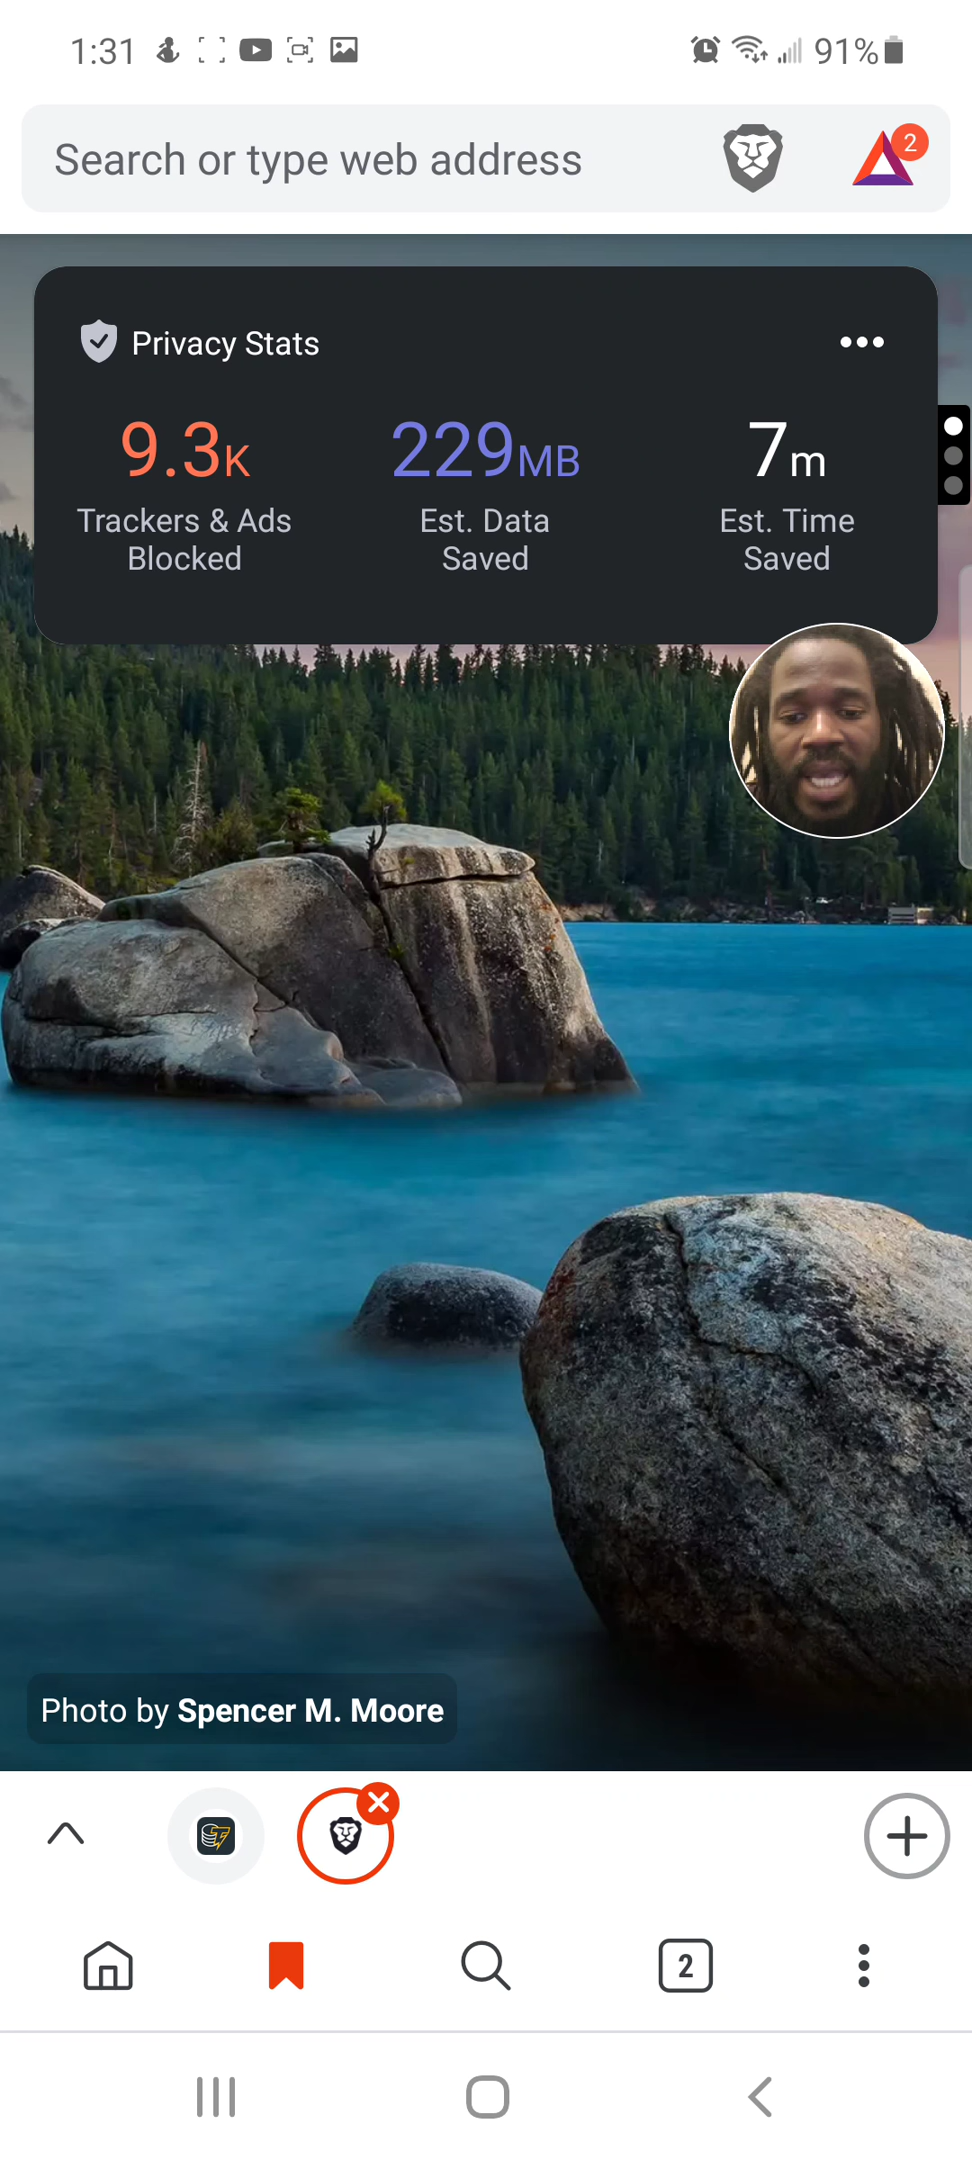 1:31
91%
Search or type web address
2
Privacy Stats
9.3K
229MB
7m
Trackers & Ads
Blocked
Est. Data
Saved
Est. Time
Saved
Photo by Spencer M. Moore
2